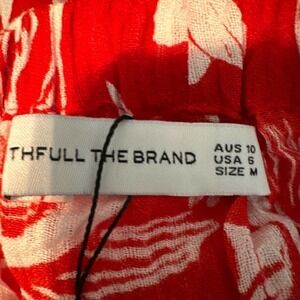 THFULL THE BRAND
AUS 10
USA 6
SIZE M